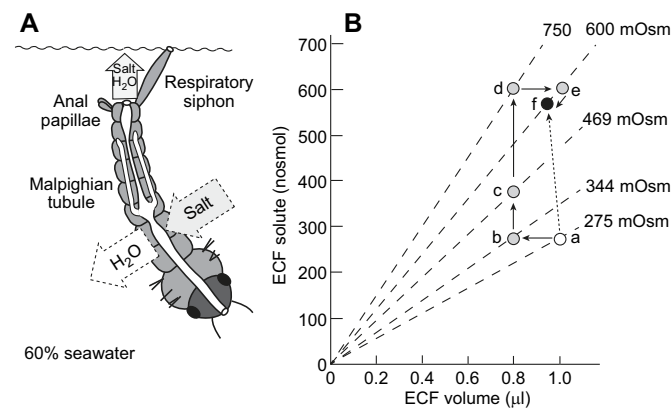 A
Salt
H2O
Anal
papillae
Respiratory
siphon
Malpighian
tubule
Salt
H2O
60% seawater
B
ECF solute (nosmol)
700
600
500
400
300
200
100
0
0
0.2
0.4
0.6
0.8
1.0
ECF volume (μl)
750
600 mOsm
469 mOsm
344 mOsm
275 mOsm
d
e
f
c
b
a